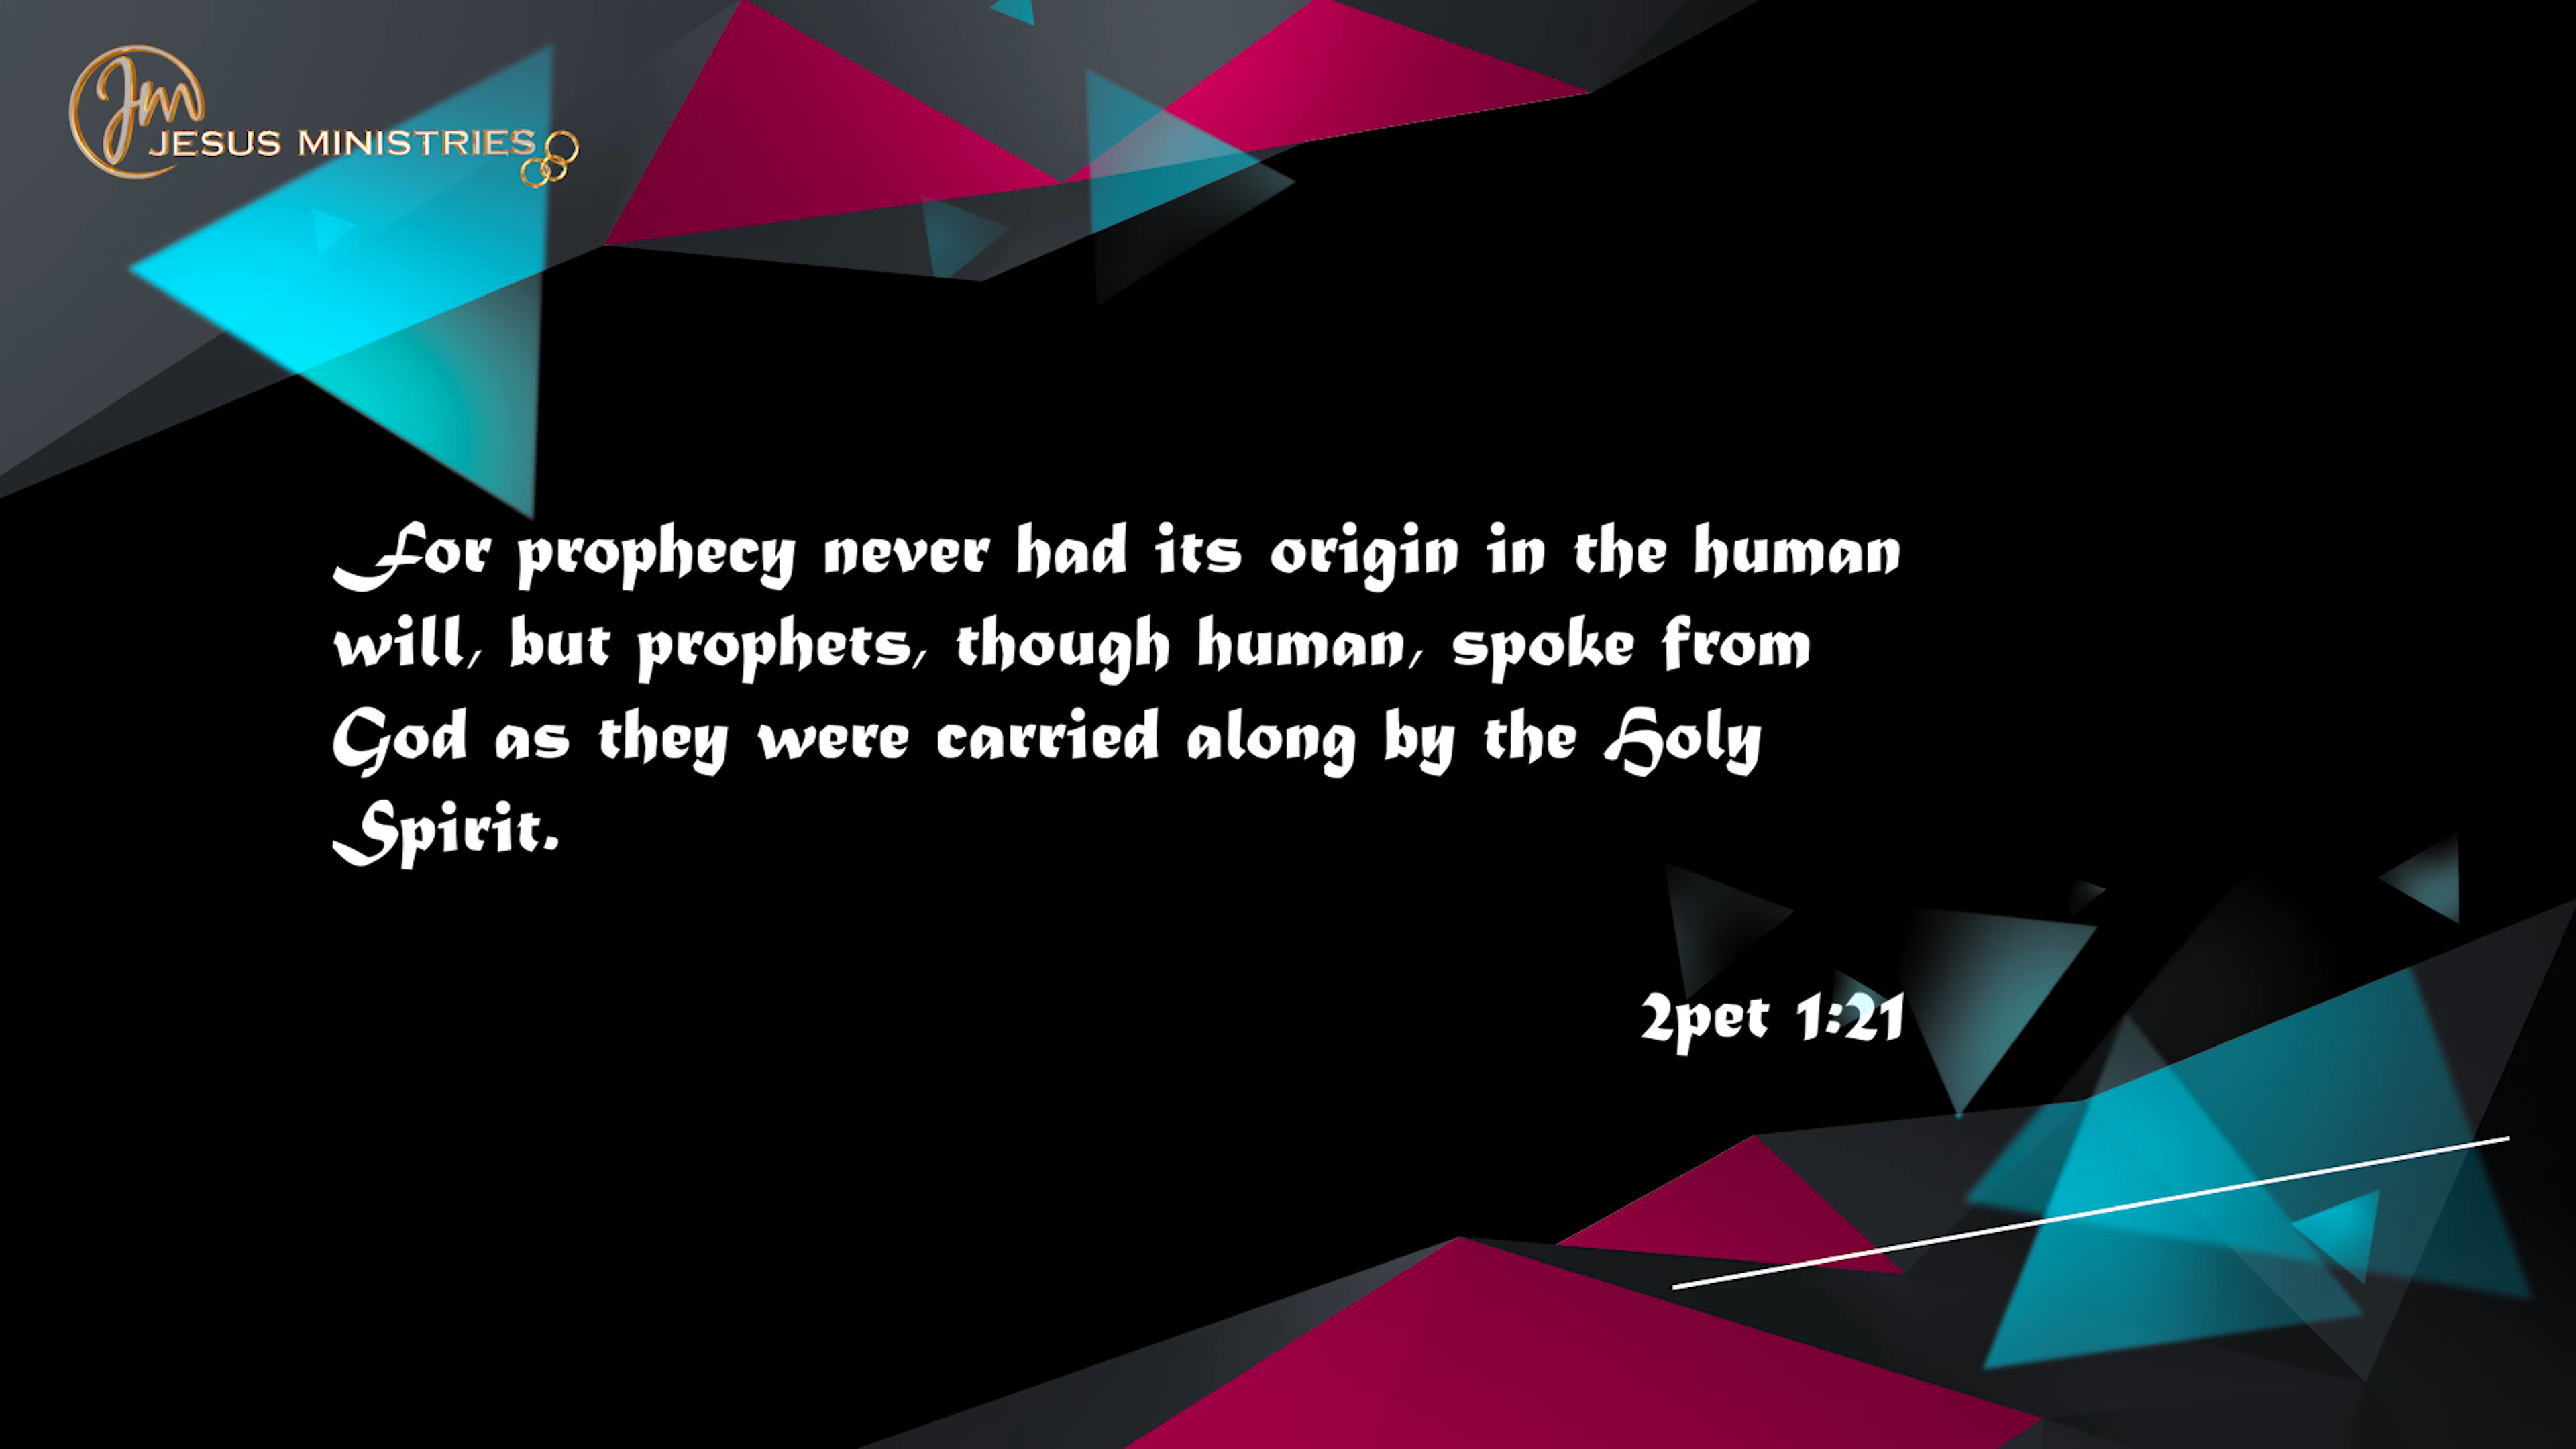 Jm
JESUS MINISTRIES
For prophecy never had its origin in the human
will, but prophets, though human, spoke from
God as they were carried along by the Holy
Spirit.
2pet 1:21